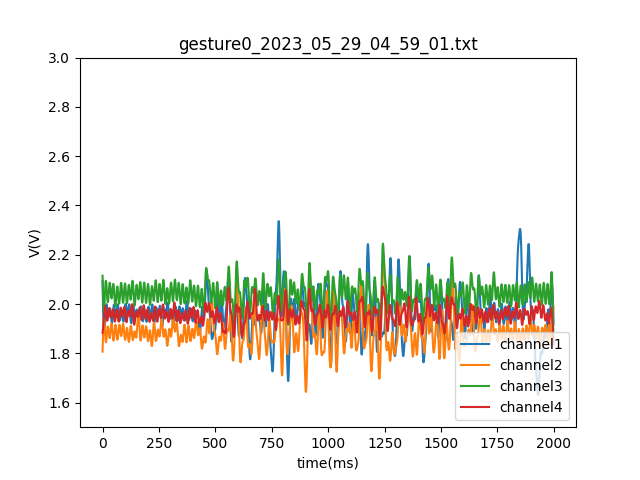 gesture0_2023_05_29_04_59_01.txt
3.0
2.8
2.6
2.4
2.2
2.0
1.8
1.6
V(V)
channel1
channel2
channel3
channel4
0 250 500 750 1000 1250 1500 1750 2000
time(ms)